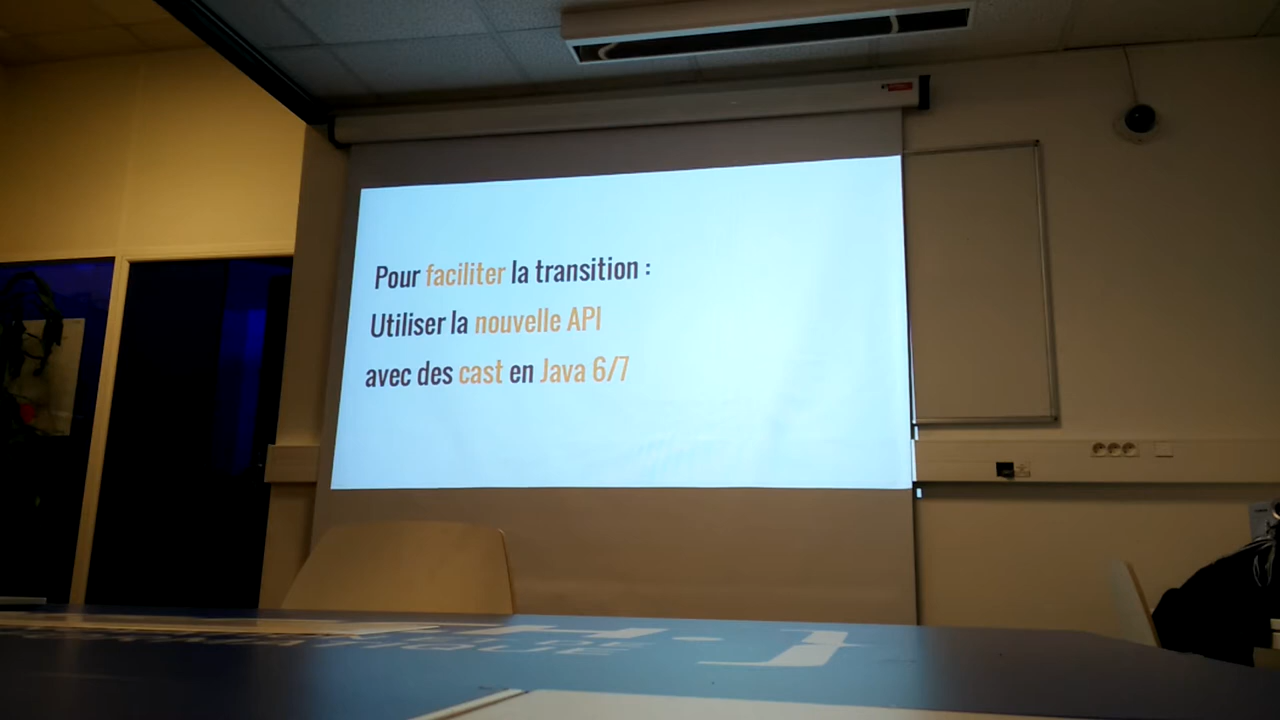 Pour faciliter la transition :
Utiliser la nouvelle API
avec des cast en Java 6/7